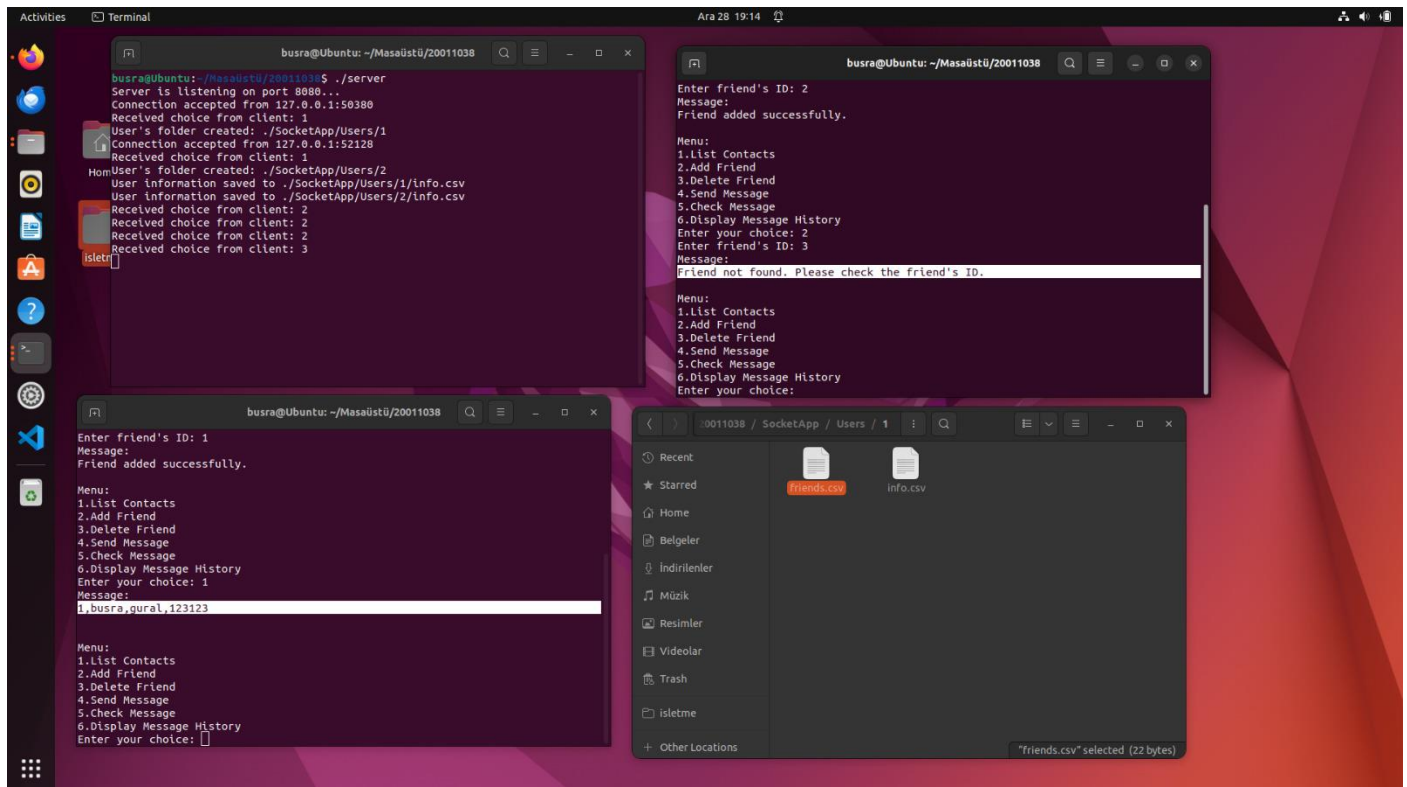 Activities
Terminal
Ara 28 19:14
busra@Ubuntu: ~/Masaüstü/20011038
busra@Ubuntu:~/Masaüstü/20011038$ ./server
Server is listening on port 8080...
Connection accepted from 127.0.0.1:50380
Received choice from client: 1
User's folder created: ./SocketApp/Users/1
Connection accepted from 127.0.0.1:52128
Received choice from client: 1
User's folder created: ./SocketApp/Users/2
User information saved to ./SocketApp/Users/1/info.csv
User information saved to ./SocketApp/Users/2/info.csv
Received choice from client: 2
Received choice from client: 2
Received choice from client: 2
Received choice from client: 3
Hom
isletr
busra@Ubuntu: ~/Masaüstü/20011038
Enter friend's ID: 2
Message:
Friend added successfully.
Menu:
1.List Contacts
2.Add Friend
3.Delete Friend
4.Send Message
5.Check Message
6.Display Message History
Enter your choice: 2
Enter friend's ID: 3
Message:
Friend not found. Please check the friend's ID.
Menu:
1.List Contacts
2.Add Friend
3.Delete Friend
4.Send Message
5.Check Message
6.Display Message History
Enter your choice:
busra@Ubuntu: ~/Masaüstü/20011038
Enter friend's ID: 1
Message:
Friend added successfully.
Menu:
1.List Contacts
2.Add Friend
3.Delete Friend
4.Send Message
5.Check Message
6.Display Message History
Enter your choice: 1
Message:
1,busra,gural,123123
Menu:
1.List Contacts
2.Add Friend
3.Delete Friend
4.Send Message
5.Check Message
6.Display Message History
Enter your choice:
20011038 / SocketApp / Users / 1
Recent
Starred
Home
Belgeler
İndirilenler
Müzik
Resimler
Videolar
Trash
isletme
+ Other Locations
friends.csv
info.csv
"friends.csv" selected (22 bytes)